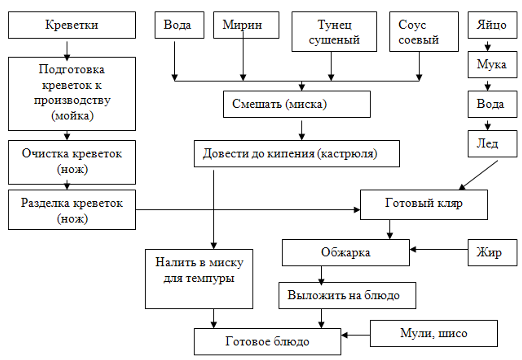 Креветки
Вода
Мирин
Тунец
сушеный
Соус
соевый
Яйцо
Подготовка
креветок к
производству
(мойка)
Мука
Смешать (миска)
Вода
Очистка креветок
(нож)
Довести до кипения (кастрюля)
Лед
Разделка креветок
(нож)
Готовый кляр
Налить в миску
для темпуры
Обжарка
Жир
Выложить на блюдо
Готовое блюдо
Мули, шисо